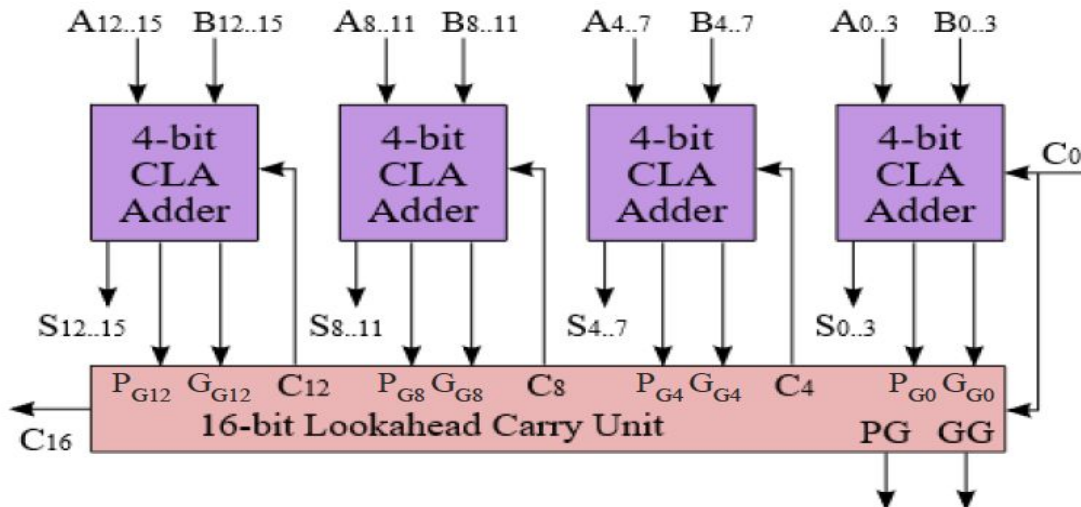 A12..15 B12..15 A8..11 B8..11 A4..7 B4..7 A0..3 B0..3
4-bit CLA Adder
4-bit CLA Adder
4-bit CLA Adder
4-bit CLA Adder
C0
S12..15 S8..11 S4..7 S0..3
PG12 GG12 C12 PG8 GG8 C8 PG4 GG4 C4 PG0 GG0
16-bit Lookahead Carry Unit
PG GG
C16